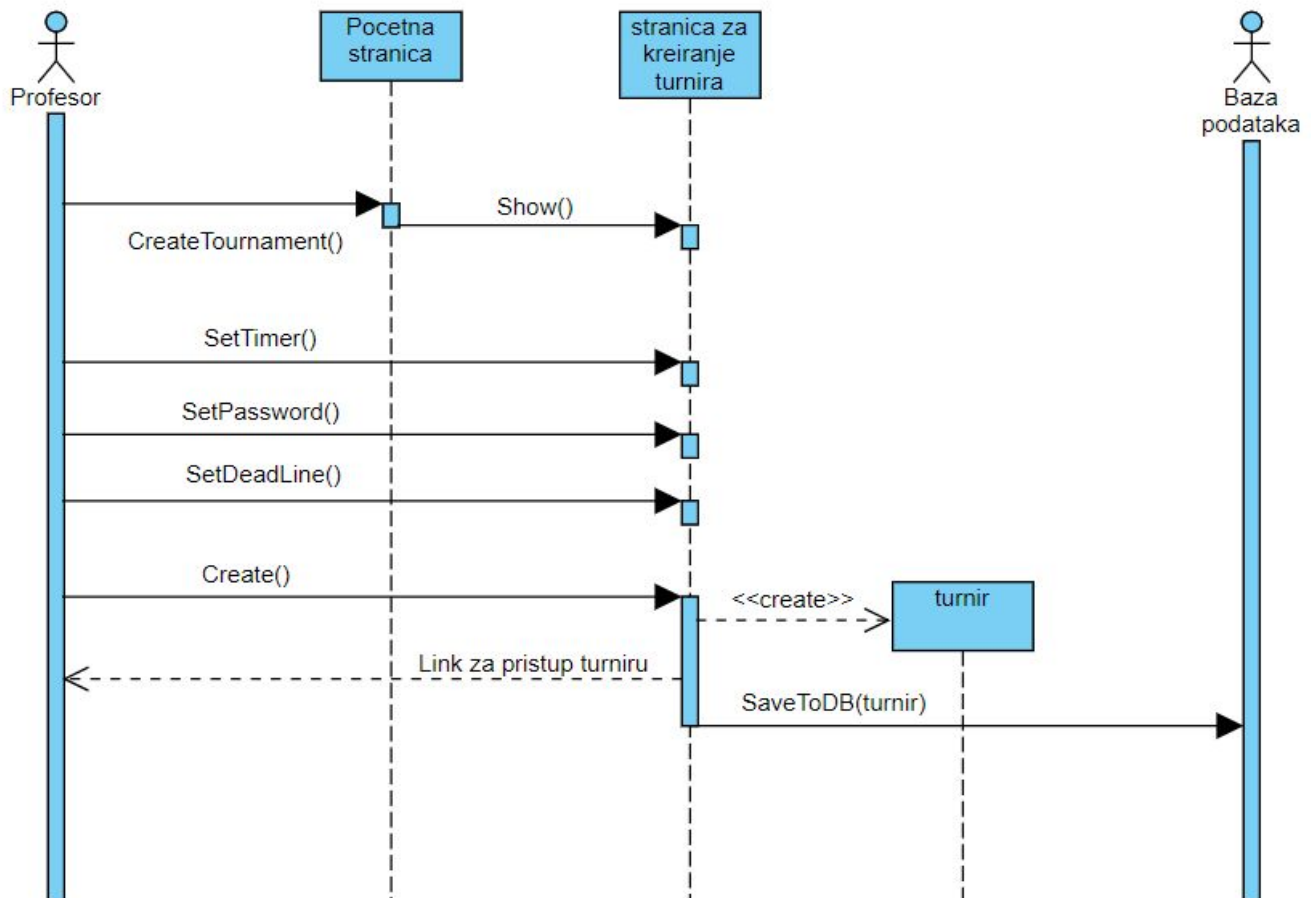 Pocetna
stranica
stranica za
kreiranje
turnira
Profesor
Baza
podataka
Show()
CreateTournament()
SetTimer()
SetPassword()
SetDeadLine()
Create()
<<create>>
turnir
Link za pristup turniru
SaveToDB(turnir)